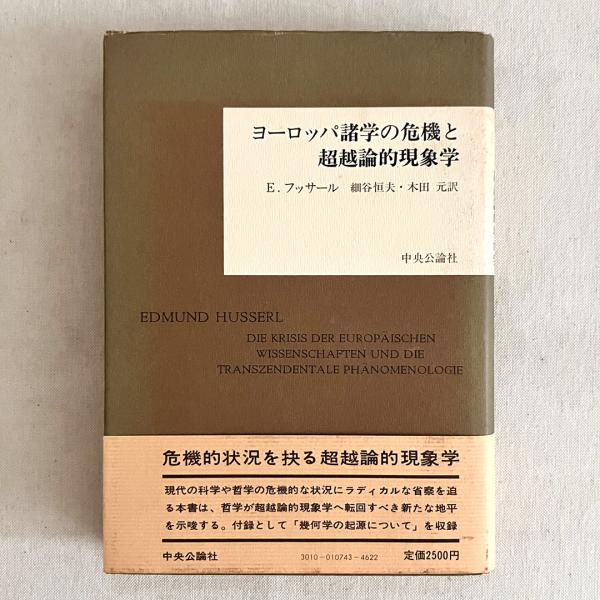 ヨーロッパ諸学の危機と
超越論的現象学
E.フッサール 細谷恒夫・木田 元訳
中央公論社
EDMUND HUSSERL
DIE KRISIS DER EUROPÄISCHEN
WISSENSCHAFTEN UND DIE
TRANSZENDENTALE PHÄNOMENOLOGIE
危機的状況を抉る超越論的現象学
現代の科学や哲学の危機的な状況にラディカルな省察を迫
る本書は、哲学が超越論的現象学へ転回すべき新たな地平
を示唆する。付録として「幾何学の起源について」を収録
中央公論社 3010-010743-4622 定価2500円